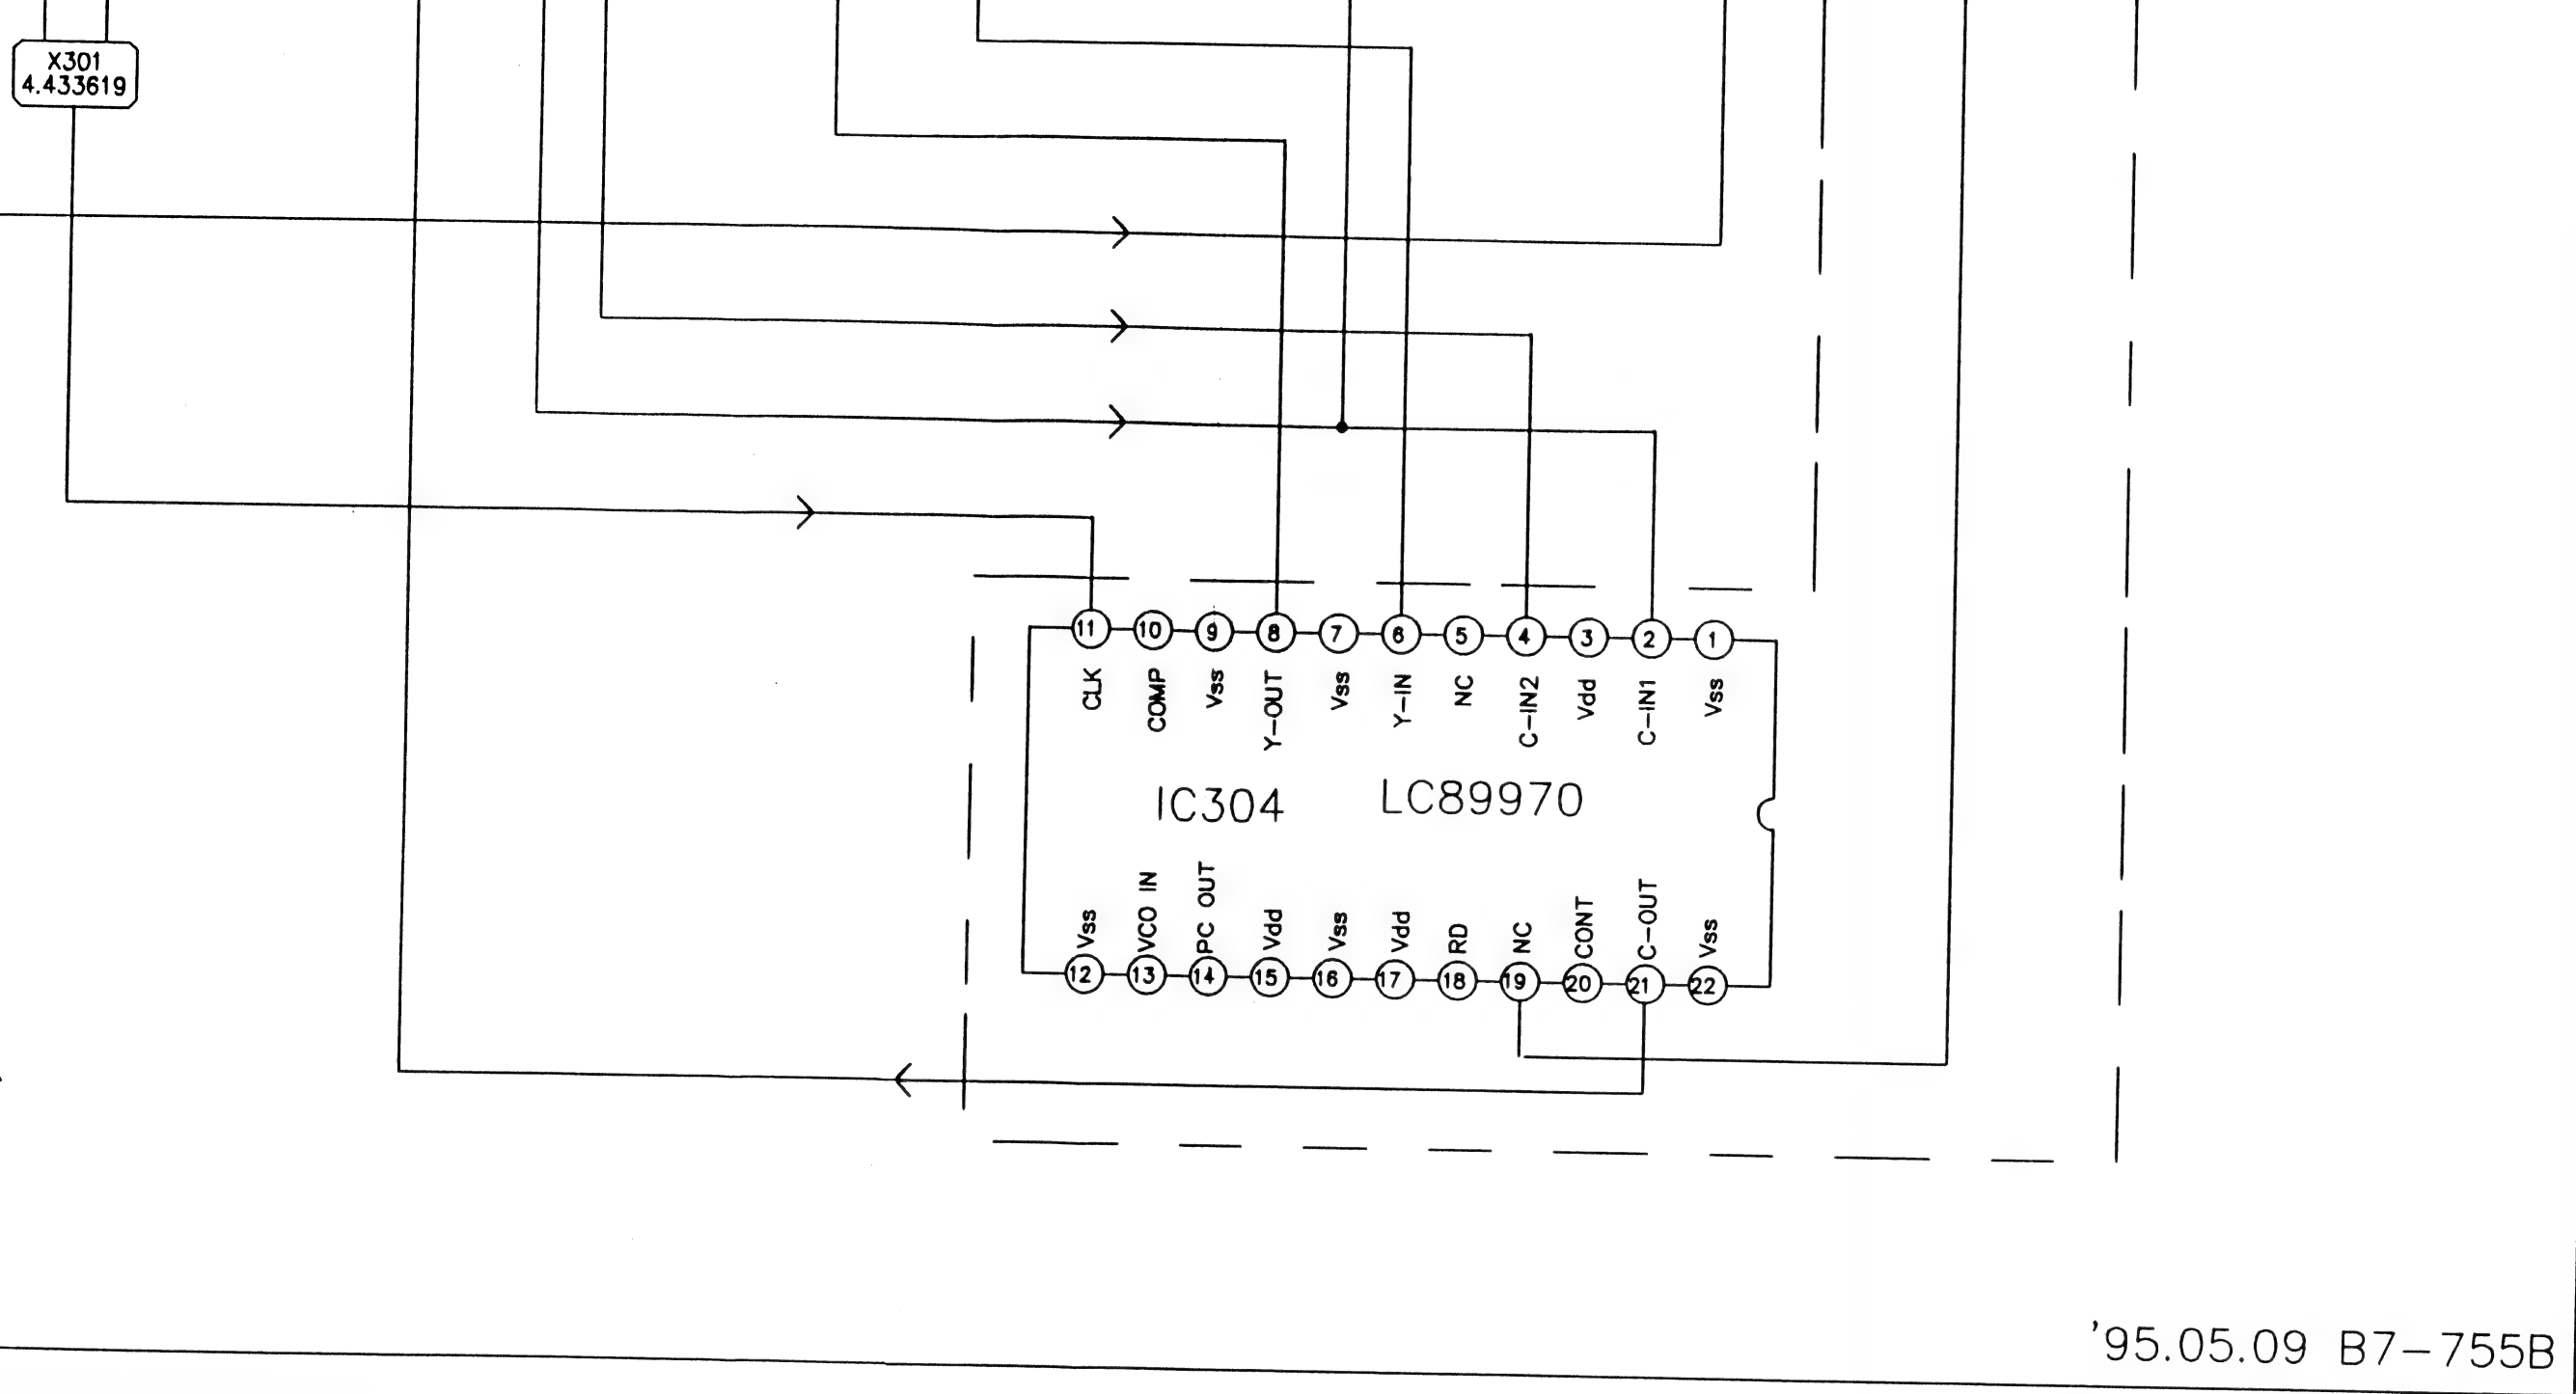 X301
4.433619
11 10 9 8 7 6 5 4 3 2 1
CLK COMP Vss Y-OUT Vss Y-IN NC C-IN2 Vdd C-IN1 Vss
IC304 LC89970
Vss VCO IN PC OUT Vdd Vss Vdd RD NC CONT C-OUT Vss
12 13 14 15 16 17 18 19 20 21 22
'95.05.09 B7-755B